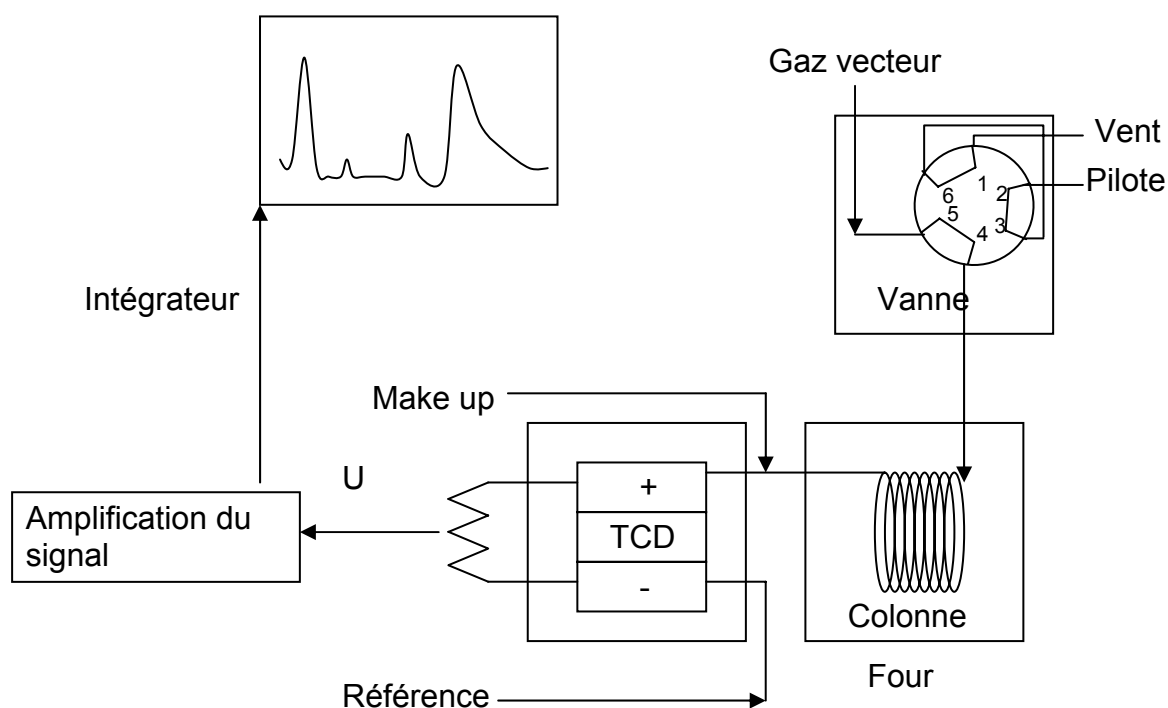 Gaz vecteur
Vent
Pilote
1
2
6
5
3
4
Vanne
Intégrateur
Make up
U
+
Amplification du
signal
TCD
-
Colonne
Four
Référence